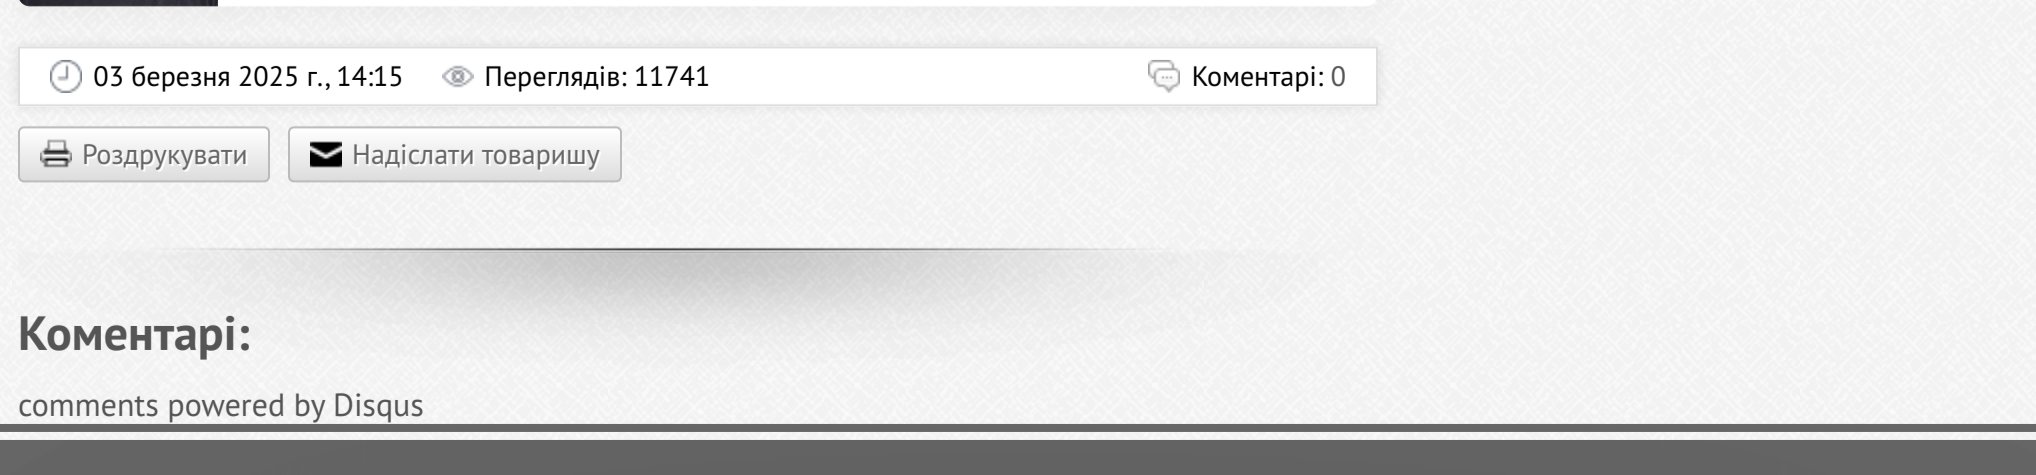 03 березня 2025 г., 14:15 Переглядів: 11741 Коментарі: 0
Роздрукувати Надіслати товаришу
Коментарі:
comments powered by Disqus